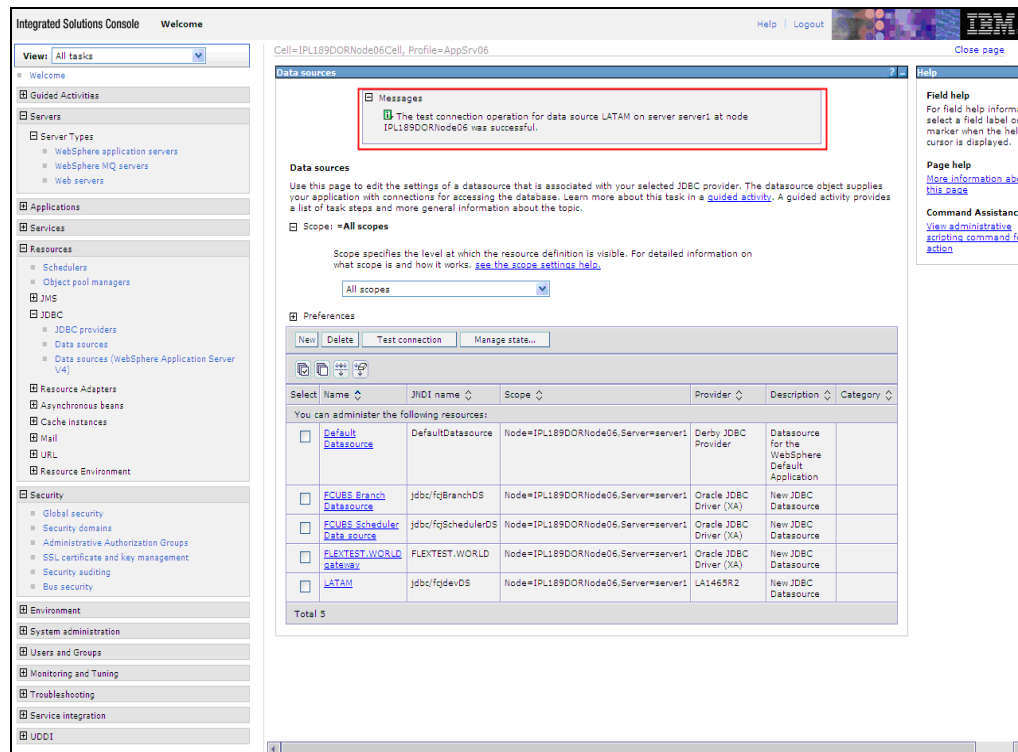 Integrated Solutions Console Welcome
Help | Logout
IBM
View: All tasks
Welcome
Guided Activities
Servers
Server Types
WebSphere application servers
WebSphere MQ servers
Web servers
Applications
Services
Resources
Schedulers
Object pool managers
JMS
JDBC
JDBC providers
Data sources
Data sources (WebSphere Application Server
V4)
Resource Adapters
Asynchronous beans
Cache instances
Mail
URL
Resource Environment
Security
Global security
Security domains
Administrative Authorization Groups
SSL certificate and key management
Security auditing
Bus security
Environment
System administration
Users and Groups
Monitoring and Tuning
Troubleshooting
Service integration
UDDI
Cell=IPL189DORNode06Cell, Profile=AppSrv06
Close page
Data sources ? -
Messages
The test connection operation for data source LATAM on server server1 at node
IPL189DORNode06 was successful.
Data sources
Use this page to edit the settings of a datasource that is associated with your selected JDBC provider. The datasource object supplies
your application with connections for accessing the database. Learn more about this task in a guided activity. A guided activity provides
a list of task steps and more general information about the topic.
Scope: =All scopes
Scope specifies the level at which the resource definition is visible. For detailed information on
what scope is and how it works, see the scope settings help.
All scopes
Preferences
New Delete Test connection Manage state...
Select Name JNDI name Scope Provider Description Category
You can administer the following resources:
Default DefaultDatasource Node=IPL189DORNode06,Server=server1 Derby JDBC Datasource
Datasource Provider for the
WebSphere
Default
Application
FCUBS Branch jdbc/fcjBranchDS Node=IPL189DORNode06,Server=server1 Oracle JDBC New JDBC
Datasource Driver (XA) Datasource
FCUBS Scheduler jdbc/fcjSchedulerDS Node=IPL189DORNode06,Server=server1 Oracle JDBC New JDBC
Data source Driver (XA) Datasource
FLEXTEST.WORLD FLEXTEST.WORLD Node=IPL189DORNode06,Server=server1 Oracle JDBC New JDBC
gateway Driver (XA) Datasource
LATAM jdbc/fcjdevDS Node=IPL189DORNode06,Server=server1 LA1465R2 New JDBC
Datasource
Total 5
Help
Field help
For field help informa
select a field label o
marker when the hel
cursor is displayed.
Page help
More information abo
this page
Command Assistanc
View administrative
scripting command f
action